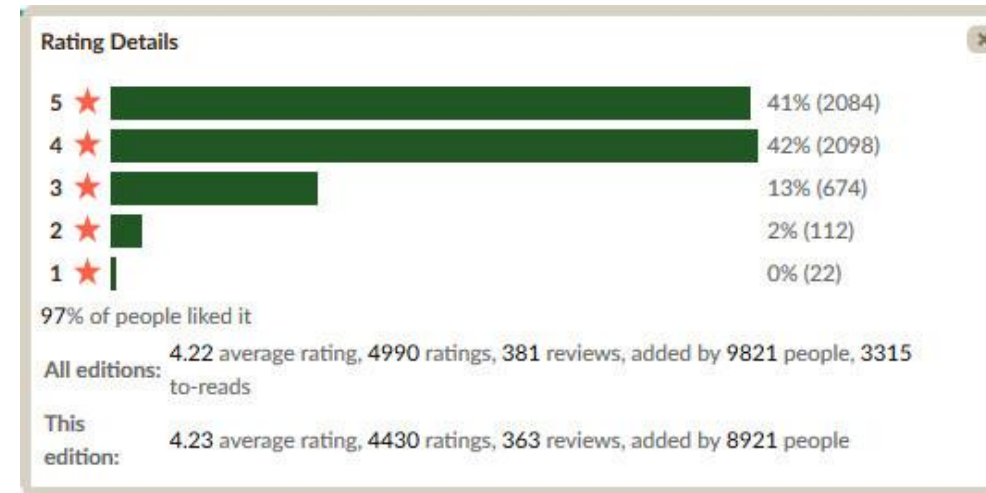 Rating Details
5 41% (2084)
4 42% (2098)
3 13% (674)
2 2% (112)
1 0% (22)
97% of people liked it
All editions: 4.22 average rating, 4990 ratings, 381 reviews, added by 9821 people, 3315
to-reads
This
edition: 4.23 average rating, 4430 ratings, 363 reviews, added by 8921 people